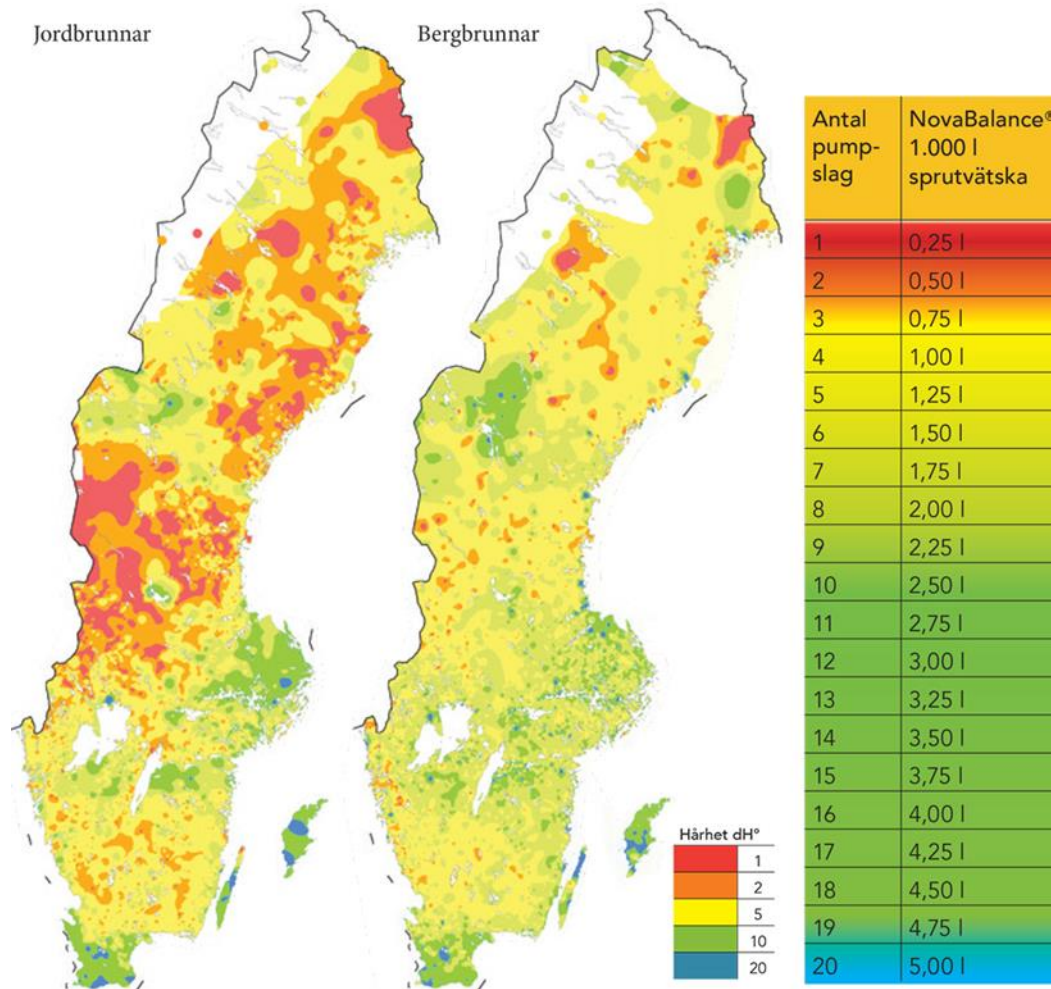 Jordbrunnar
Bergbrunnar
Hårhet dH°
1
2
5
10
20
Antal pump-slag NovaBalance® 1.000 l sprutvätska
1 0,25 l
2 0,50 l
3 0,75 l
4 1,00 l
5 1,25 l
6 1,50 l
7 1,75 l
8 2,00 l
9 2,25 l
10 2,50 l
11 2,75 l
12 3,00 l
13 3,25 l
14 3,50 l
15 3,75 l
16 4,00 l
17 4,25 l
18 4,50 l
19 4,75 l
20 5,00 l